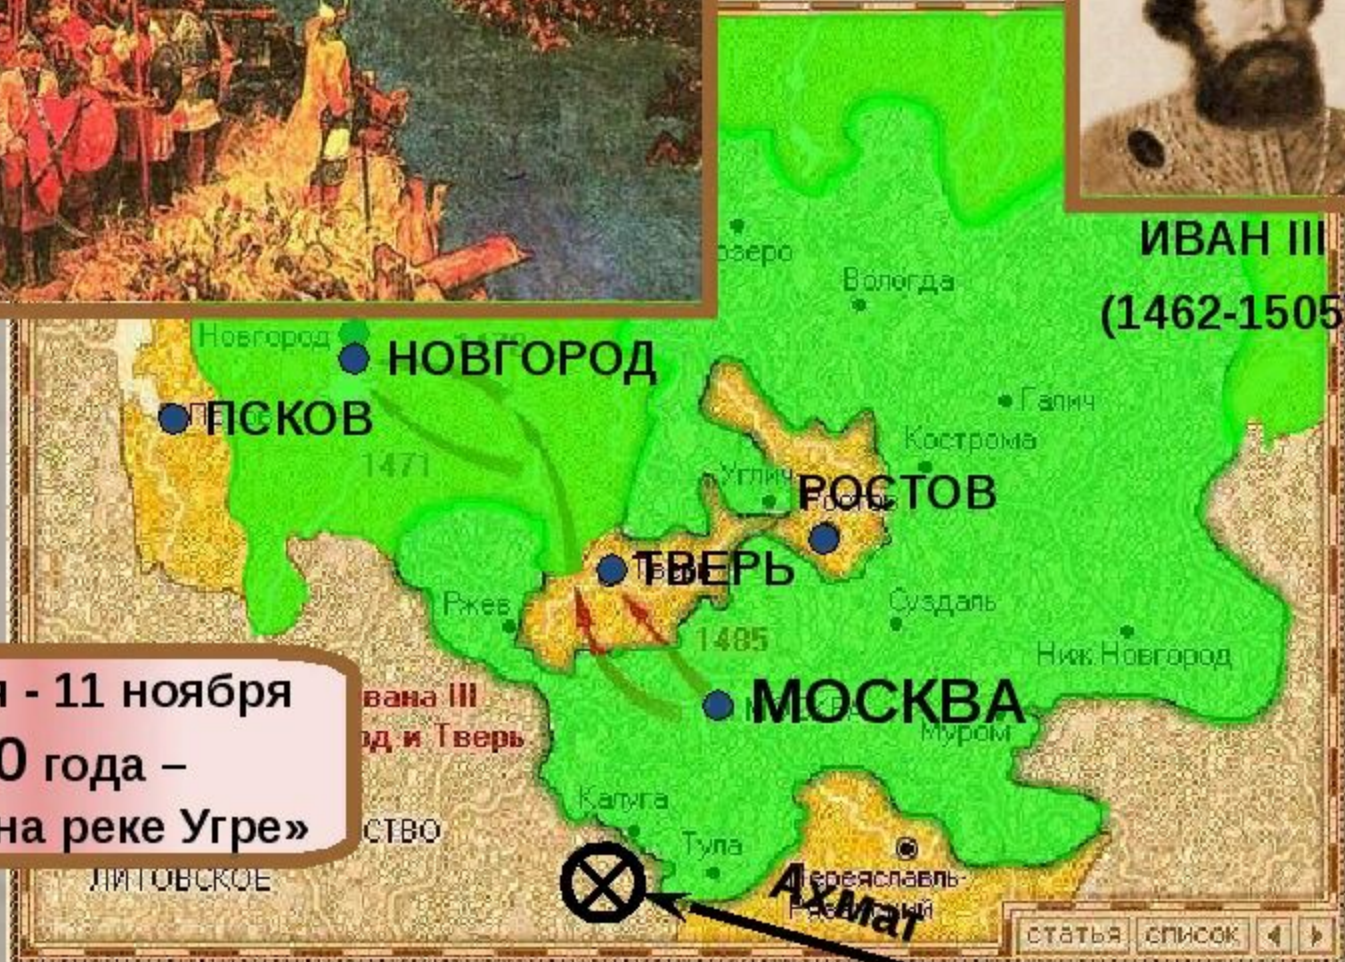 ИВАН III
(1462-1505
озеро
Вологда
Новгород
НОВГОРОД
ПСКОВ
1471
Галич
Кострома
Углич
РОСТОВ
ТВЕРЬ
Ржев
Суздаль
1485
Ниж.Новгород
МОСКВА
Муром
- 11 ноября
0 года –
на реке Угре»
вана III
од и Тверь
СТВО
ЛИТОВСКОЕ
Калуга
Тула
Переяславль-
Ахмат
статья список